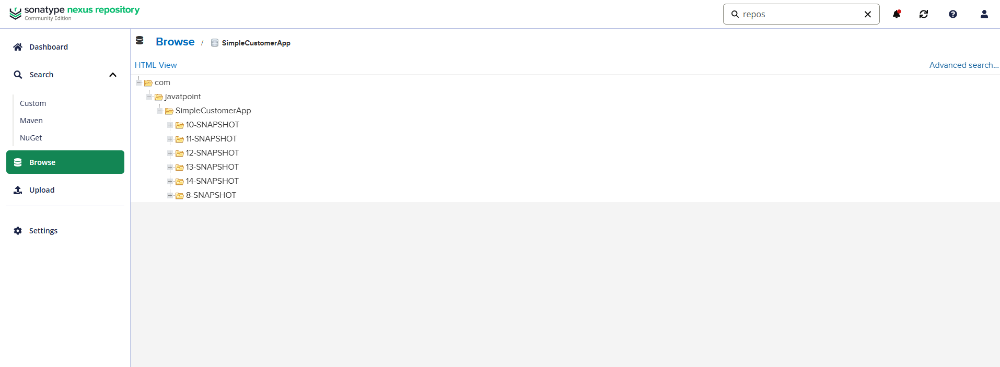 sonatype nexus repository
Community Edition
repos
Dashboard
Search
Custom
Maven
NuGet
Browse
Upload
Settings
Browse / SimpleCustomerApp
HTML View
Advanced search...
com
javatpoint
SimpleCustomerApp
10-SNAPSHOT
11-SNAPSHOT
12-SNAPSHOT
13-SNAPSHOT
14-SNAPSHOT
8-SNAPSHOT